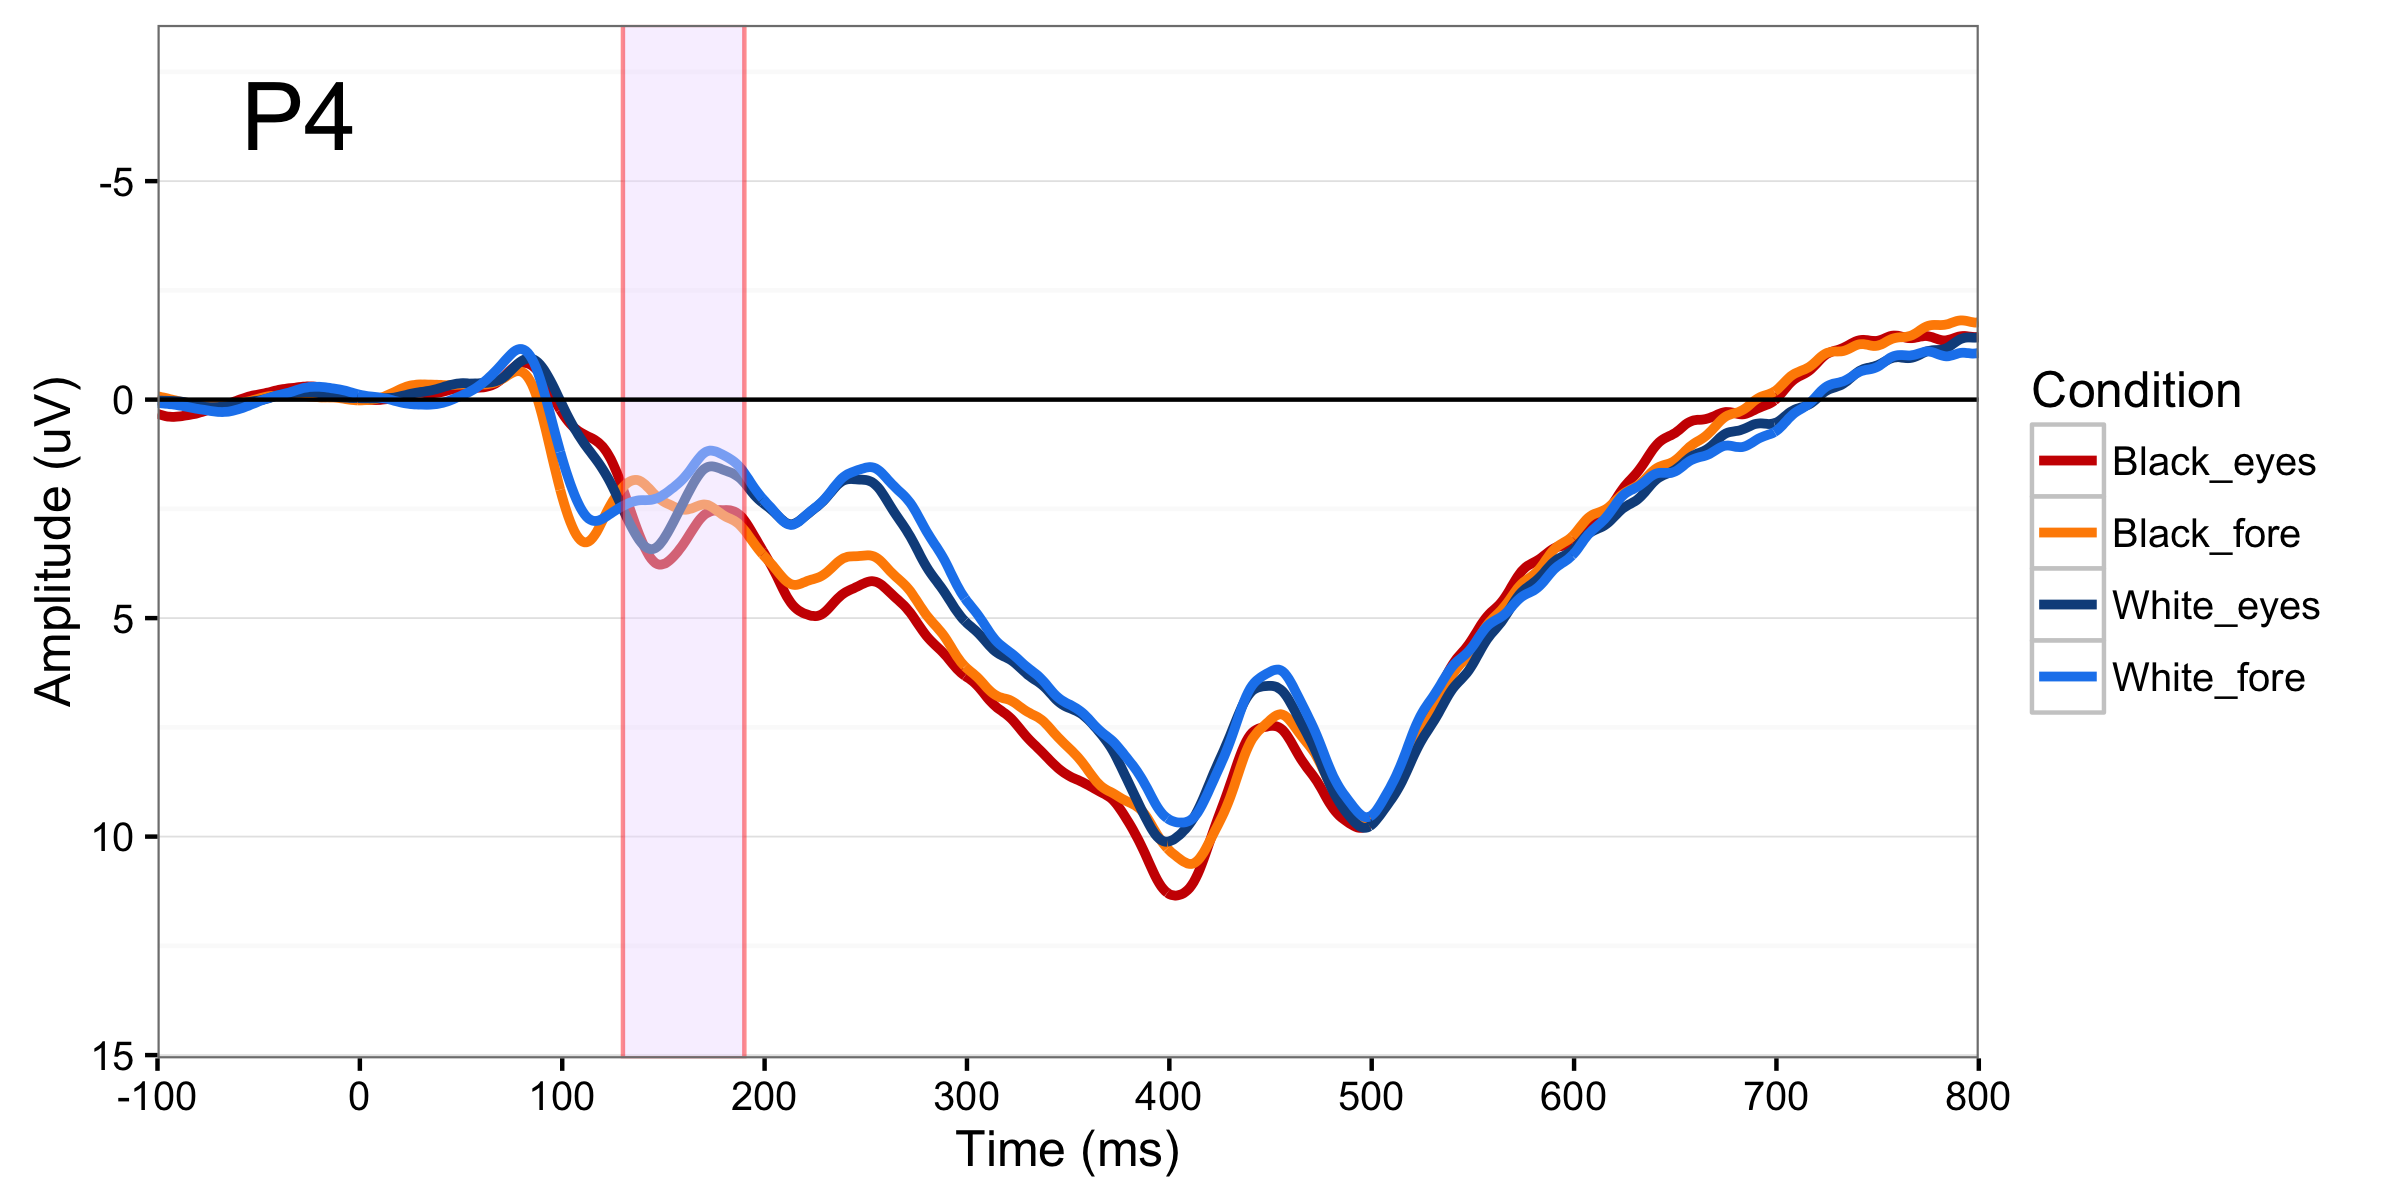 P4
-5
0
5
10
15
Amplitude (uV)
-100 0 100 200 300 400 500 600 700 800
Time (ms)
Condition
Black_eyes
Black_fore
White_eyes
White_fore